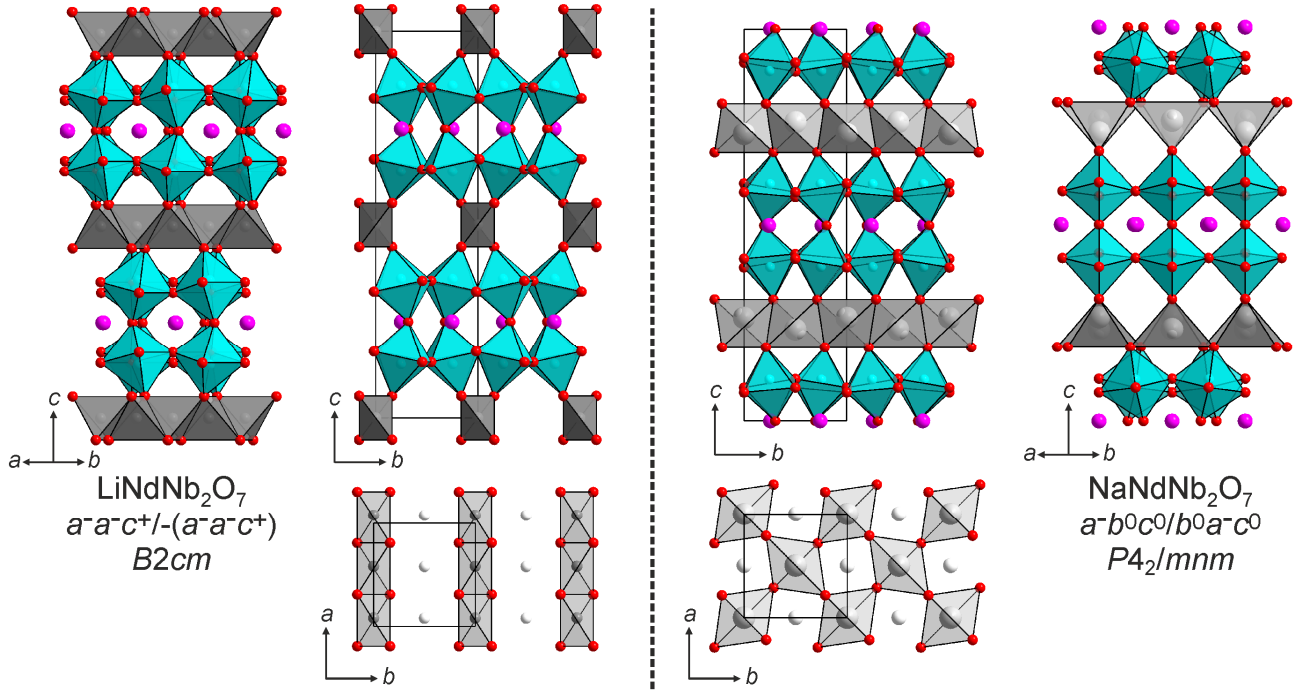 c
a
b
LiNdNb₂O₇
a⁻a⁻c⁺/-(a⁻a⁻c⁺)
B2cm
c
b
a
b
c
b
a
b
c
a
b
NaNdNb₂O₇
a⁻b⁰c⁰/b⁰a⁻c⁰
P4₂/mnm